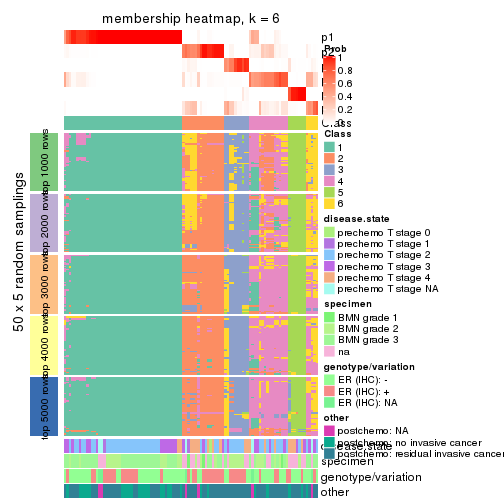 membership heatmap, k = 6
p1
p2
Prob
1
0.8
0.6
0.4
0.2
0
Class
Class
1
2
3
4
5
6
50 x 5 random samplings
top 1000 rows
top 2000 rows
top 3000 rows
top 4000 rows
top 5000 rows
disease.state
prechemo T stage 0
prechemo T stage 1
prechemo T stage 2
prechemo T stage 3
prechemo T stage 4
prechemo T stage NA
specimen
BMN grade 1
BMN grade 2
BMN grade 3
na
genotype/variation
ER (IHC): -
ER (IHC): +
ER (IHC): NA
other
postchemo: NA
postchemo: no invasive cancer
postchemo: residual invasive cancer
disease.state
specimen
genotype/variation
other